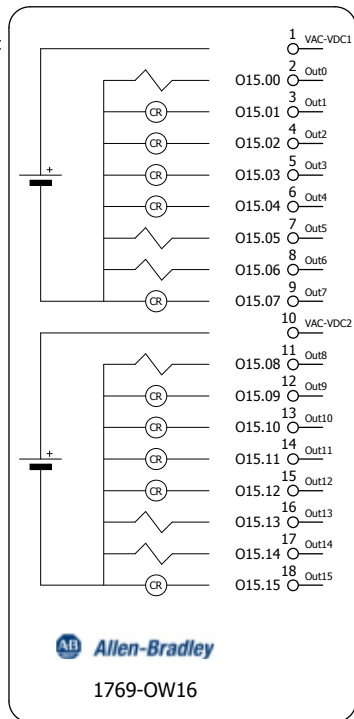 1 VAC-VDC1
O15.00 2 Out0
CR O15.01 3 Out1
CR O15.02 4 Out2
CR O15.03 5 Out3
+ CR O15.04 6 Out4
O15.05 7 Out5
O15.06 8 Out6
CR O15.07 9 Out7
10 VAC-VDC2
O15.08 11 Out8
CR O15.09 12 Out9
CR O15.10 13 Out10
+ CR O15.11 14 Out11
CR O15.12 15 Out12
O15.13 16 Out13
O15.14 17 Out14
CR O15.15 18 Out15
AB Allen-Bradley
1769-OW16